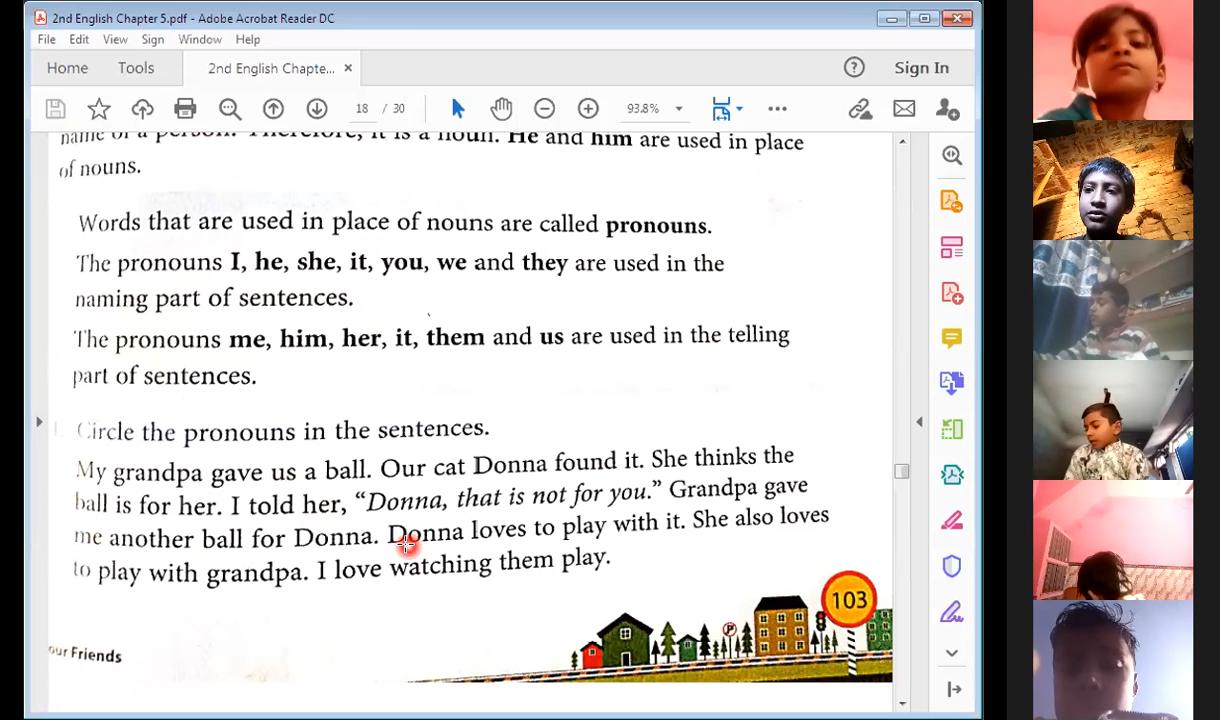 2nd English Chapter 5.pdf - Adobe Acrobat Reader DC
File Edit View Sign Window Help
Home Tools 2nd English Chapte... × Sign In
18 / 30 93.8%
name of a person. Therefore, it is a noun. He and him are used in place
of nouns.
Words that are used in place of nouns are called pronouns.
The pronouns I, he, she, it, you, we and they are used in the
naming part of sentences.
The pronouns me, him, her, it, them and us are used in the telling
part of sentences.
Circle the pronouns in the sentences.
My grandpa gave us a ball. Our cat Donna found it. She thinks the
ball is for her. I told her, “Donna, that is not for you.” Grandpa gave
me another ball for Donna. Donna loves to play with it. She also loves
to play with grandpa. I love watching them play.
103
P
our Friends